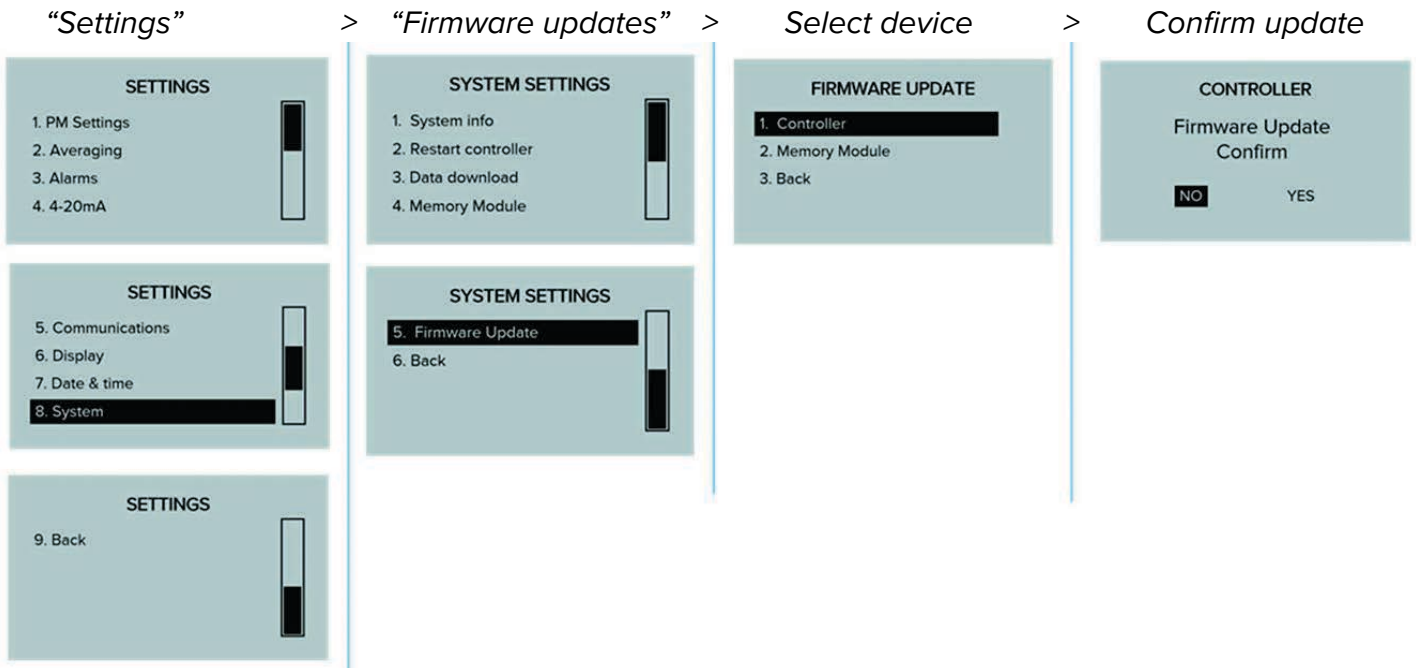 “Settings” > “Firmware updates” > Select device > Confirm update
SETTINGS
1. PM Settings
2. Averaging
3. Alarms
4. 4-20mA
SETTINGS
5. Communications
6. Display
7. Date & time
8. System
SETTINGS
9. Back
SYSTEM SETTINGS
1. System info
2. Restart controller
3. Data download
4. Memory Module
SYSTEM SETTINGS
5. Firmware Update
6. Back
FIRMWARE UPDATE
1. Controller
2. Memory Module
3. Back
CONTROLLER
Firmware Update
Confirm
NO YES